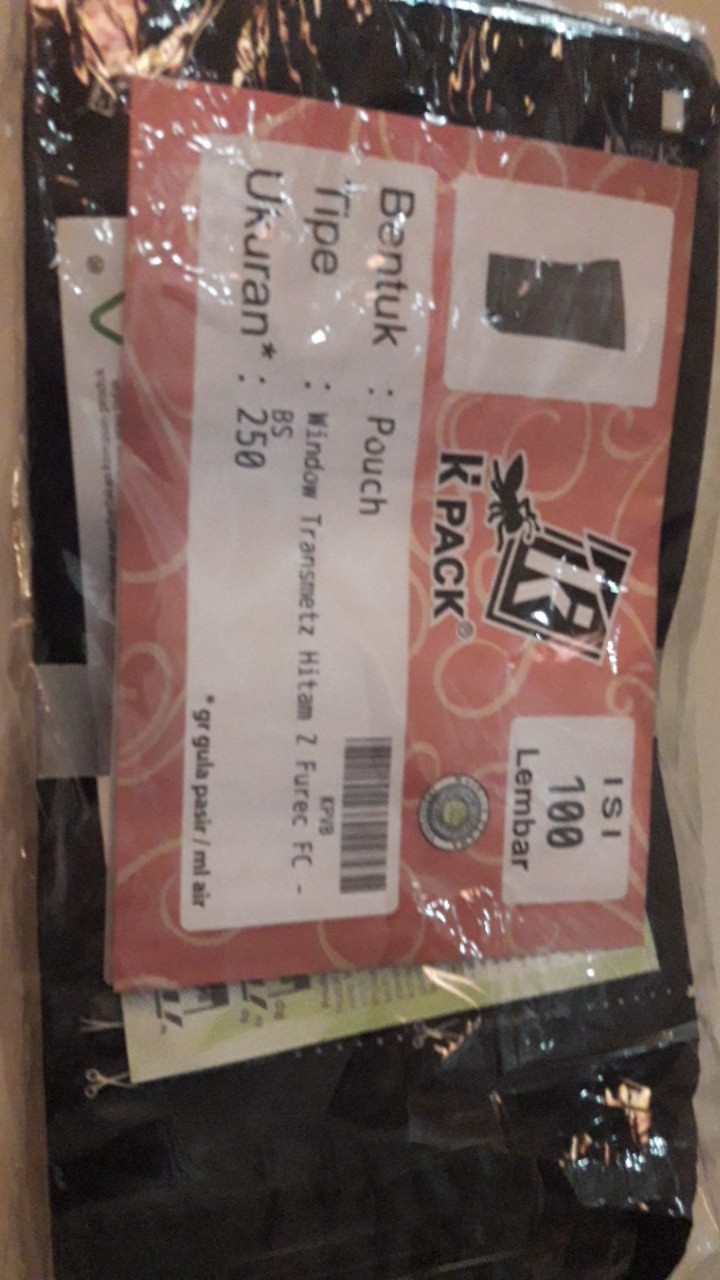 K' PACK®
ISI
100
Lembar
KPVB
Bentuk : Pouch
Tipe : Window Transmetz Hitam Z Furec FC -
BS
Ukuran* : 250
* gr gula pasir / ml air